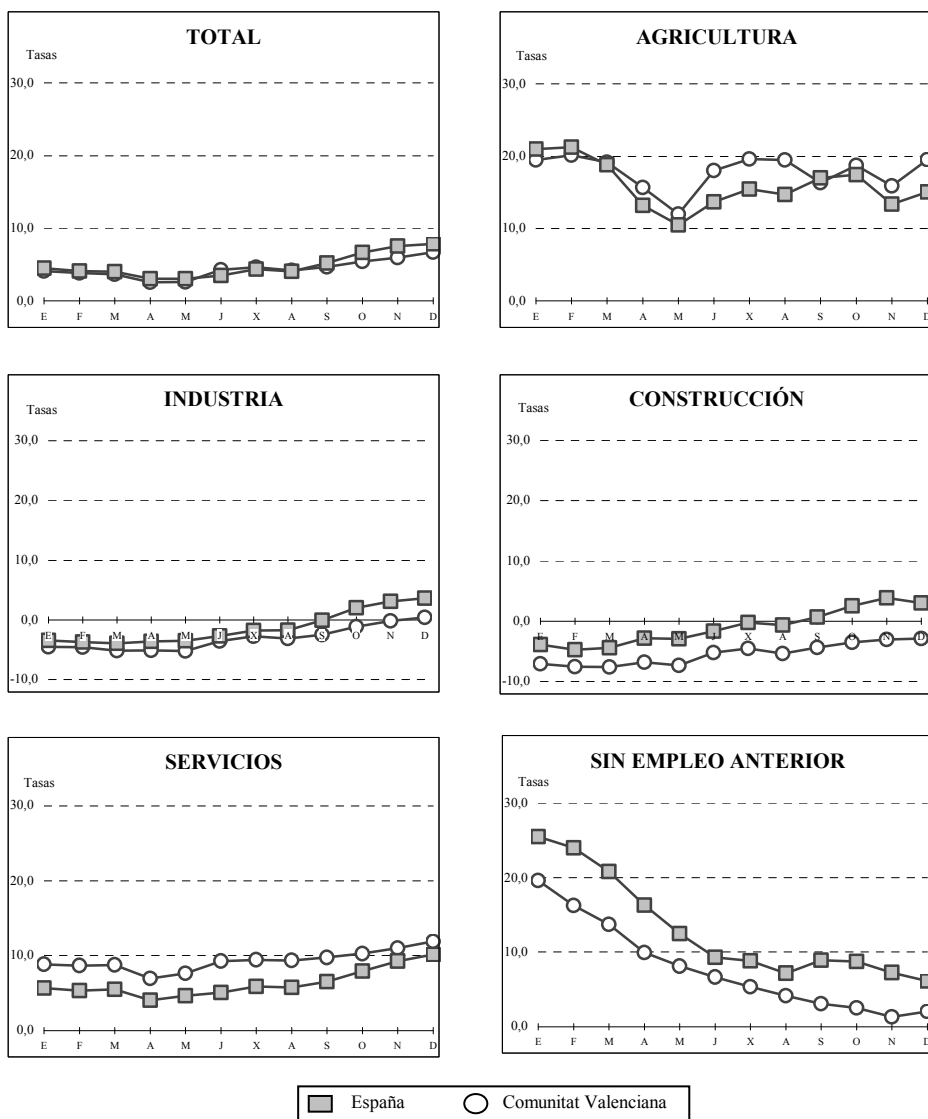 TOTAL
Tasas
30,0
20,0
10,0
0,0
E F M A M J X A S O N D
AGRICULTURA
Tasas
30,0
20,0
10,0
0,0
E F M A M J X A S O N D
INDUSTRIA
Tasas
30,0
20,0
10,0
0,0
E F M A M J X A S O N D
-10,0
CONSTRUCCIÓN
Tasas
30,0
20,0
10,0
0,0
E F M A M J X A S O N D
-10,0
SERVICIOS
Tasas
30,0
20,0
10,0
0,0
E F M A M J X A S O N D
SIN EMPLEO ANTERIOR
Tasas
30,0
20,0
10,0
0,0
E F M A M J X A S O N D
España Comunitat Valenciana